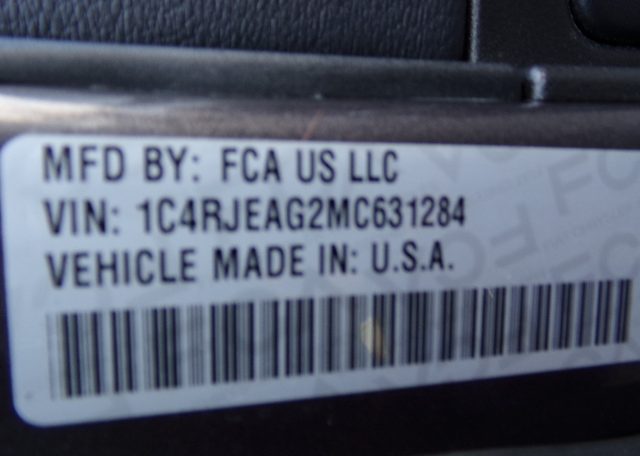 MFD BY: FCA US LLC
VIN: 1C4RJEAG2MC631284
VEHICLE MADE IN: U.S.A.